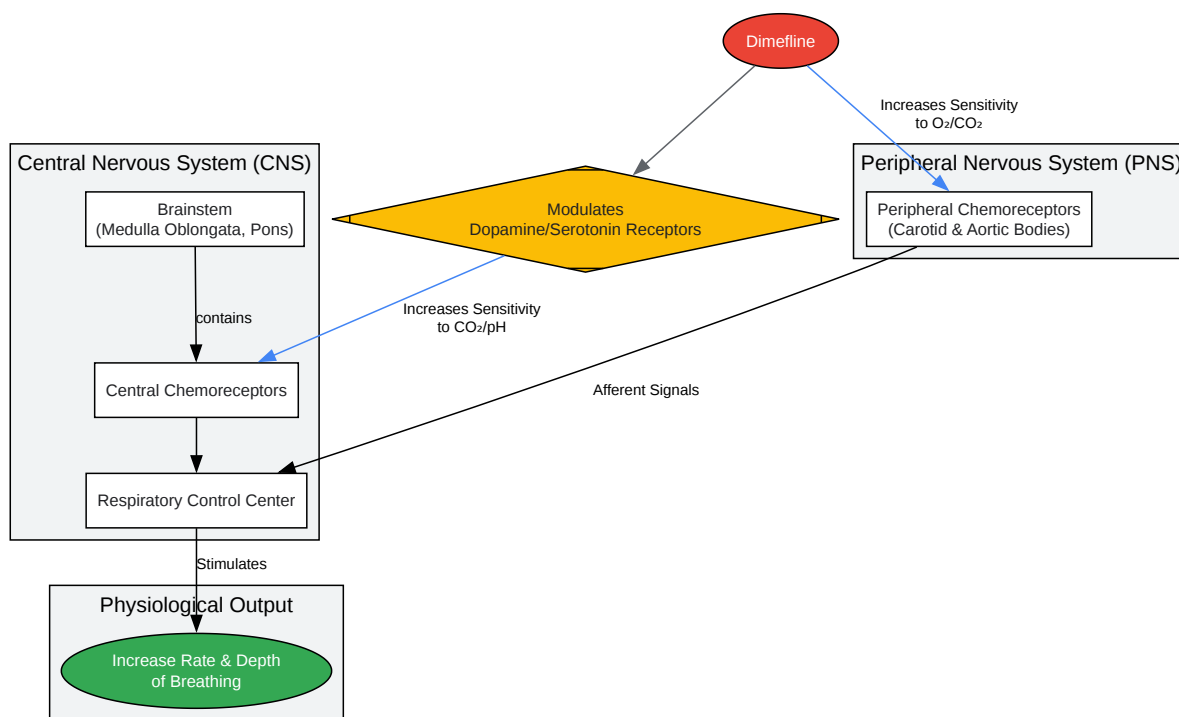 Dimefline
Increases Sensitivity
to O₂/CO₂
Central Nervous System (CNS)
Peripheral Nervous System (PNS)
Brainstem
(Medulla Oblongata, Pons)
Modulates
Dopamine/Serotonin Receptors
Peripheral Chemoreceptors
(Carotid & Aortic Bodies)
contains
Increases Sensitivity
to CO₂/pH
Central Chemoreceptors
Afferent Signals
Respiratory Control Center
Stimulates
Physiological Output
Increase Rate & Depth
of Breathing